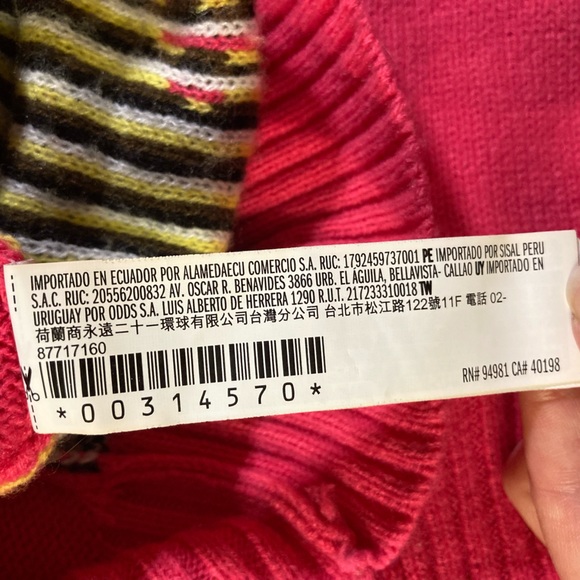 IMPORTADO EN ECUADOR POR ALAMEDAECU COMERCIO S.A. RUC: 1792459737001 PE IMPORTADO POR SISAL PERU
S.A.C. RUC: 20556200832 AV. OSCAR R. BENAVIDES 3866 URB. EL AGUILA, BELLAVISTA- CALLAO UY IMPORTADO EN
URUGUAY POR ODDS S.A. LUIS ALBERTO DE HERRERA 1290 R.U.T. 217233310018 TW
荷蘭商永遠二十一環球有限公司台灣分公司 台北市松江路122號11F 電話 02-
87717160
*00314570*
RN# 94981 CA# 40198